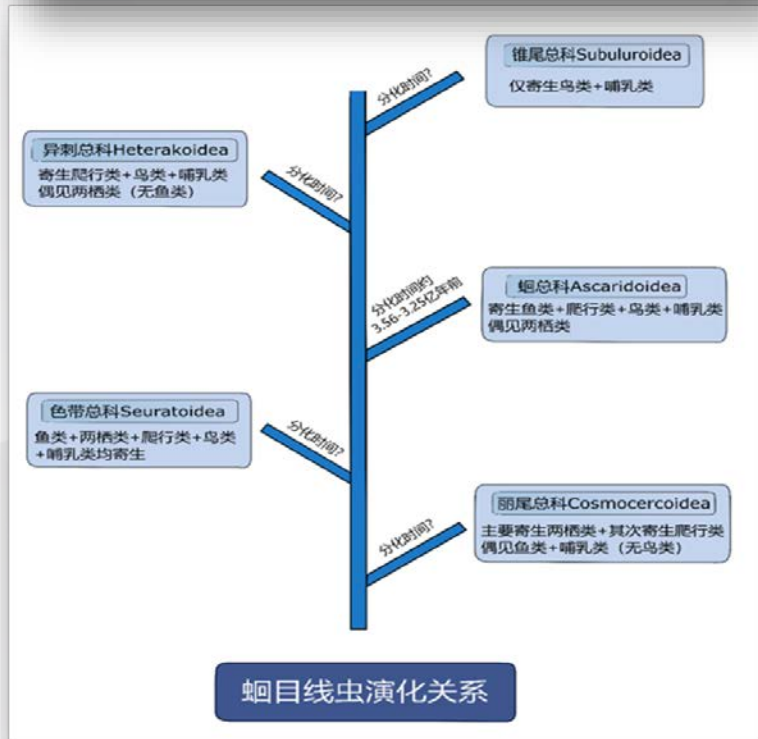 锥尾总科Subuluroidea
仅寄生鸟类+哺乳类
分化时间?
异刺总科Heterakoidea
寄生爬行类+鸟类+哺乳类
偶见两栖类（无鱼类）
分化时间?
蛔总科Ascaridoidea
寄生鱼类+爬行类+鸟类+哺乳类
偶见两栖类
分化时间约
3.56-3.25亿年前
色带总科Seuratoidea
鱼类+两栖类+爬行类+鸟类
+哺乳类均寄生
分化时间?
丽尾总科Cosmocercoidea
主要寄生两栖类+其次寄生爬行类
偶见鱼类+哺乳类（无鸟类）
分化时间?
蛔目线虫演化关系